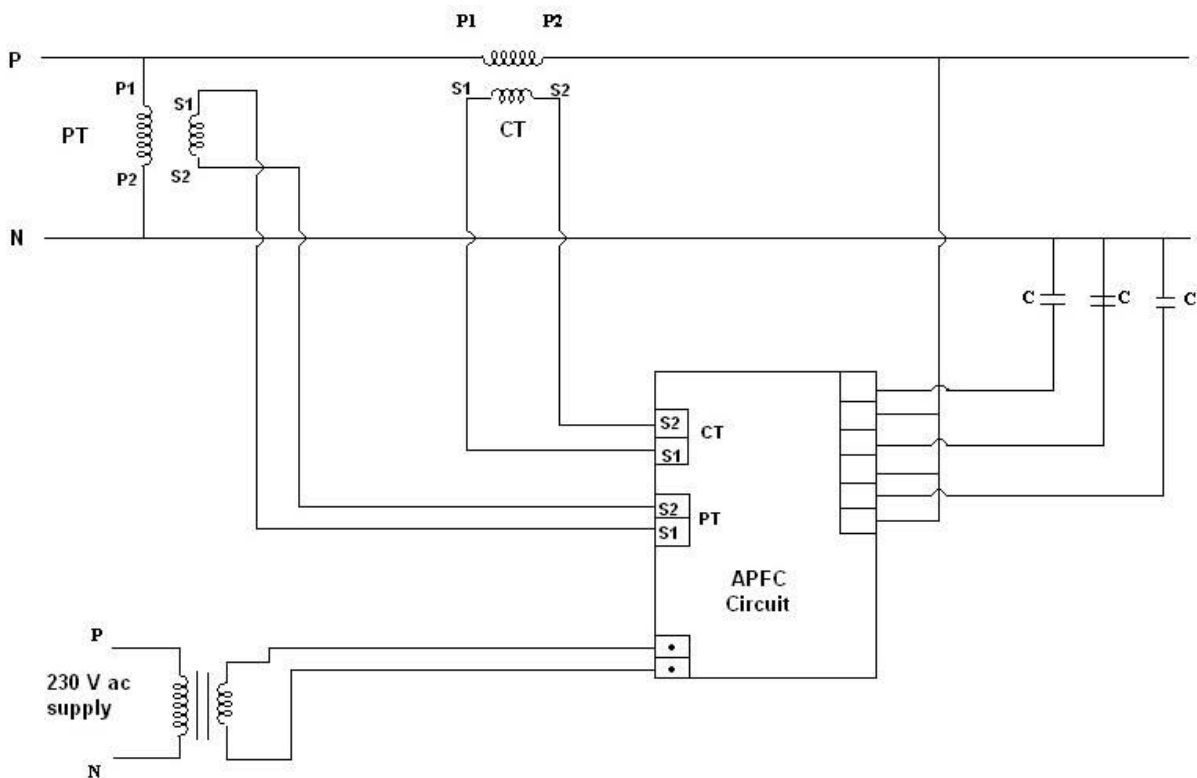 P1 P2
P
P1
S1
S1
S2
PT
CT
P2
S2
N
C
C
C
S2
CT
S1
S2
PT
S1
APFC
Circuit
P
230 V ac
supply
N